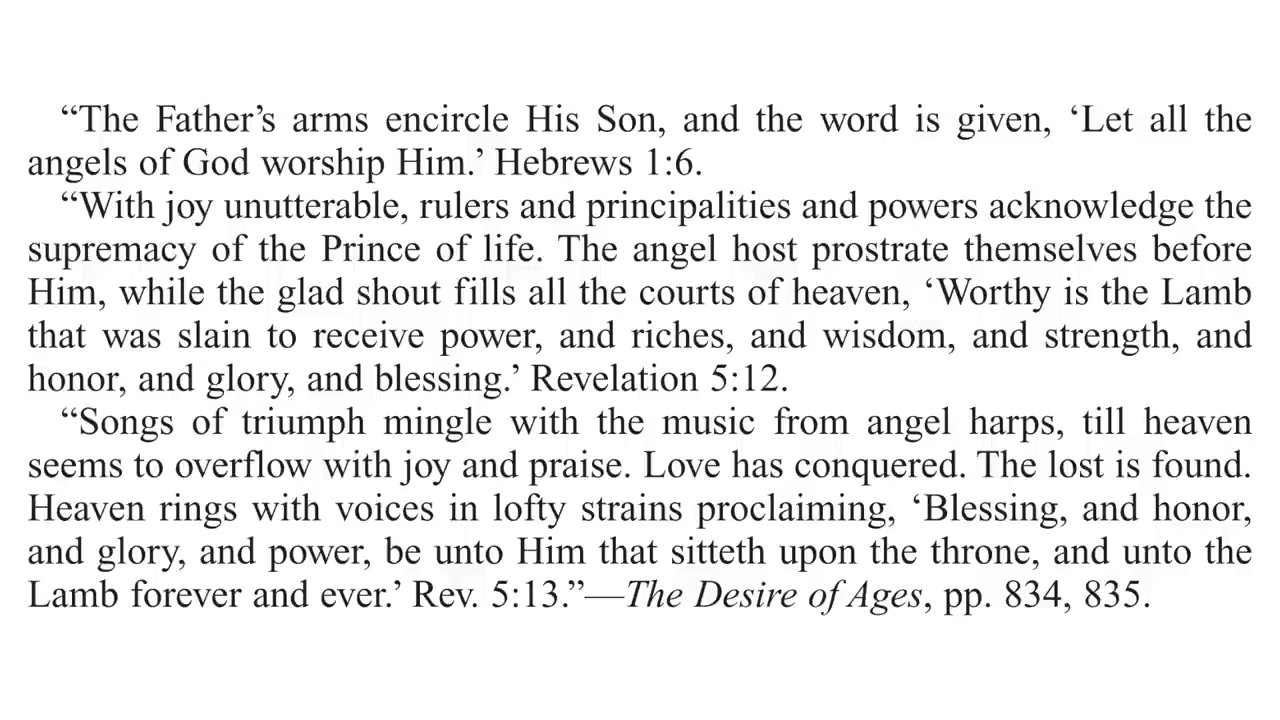 “The Father’s arms encircle His Son, and the word is given, ‘Let all the
angels of God worship Him.’ Hebrews 1:6.
“With joy unutterable, rulers and principalities and powers acknowledge the
supremacy of the Prince of life. The angel host prostrate themselves before
Him, while the glad shout fills all the courts of heaven, ‘Worthy is the Lamb
that was slain to receive power, and riches, and wisdom, and strength, and
honor, and glory, and blessing.’ Revelation 5:12.
“Songs of triumph mingle with the music from angel harps, till heaven
seems to overflow with joy and praise. Love has conquered. The lost is found.
Heaven rings with voices in lofty strains proclaiming, ‘Blessing, and honor,
and glory, and power, be unto Him that sitteth upon the throne, and unto the
Lamb forever and ever.’ Rev. 5:13.”—The Desire of Ages, pp. 834, 835.